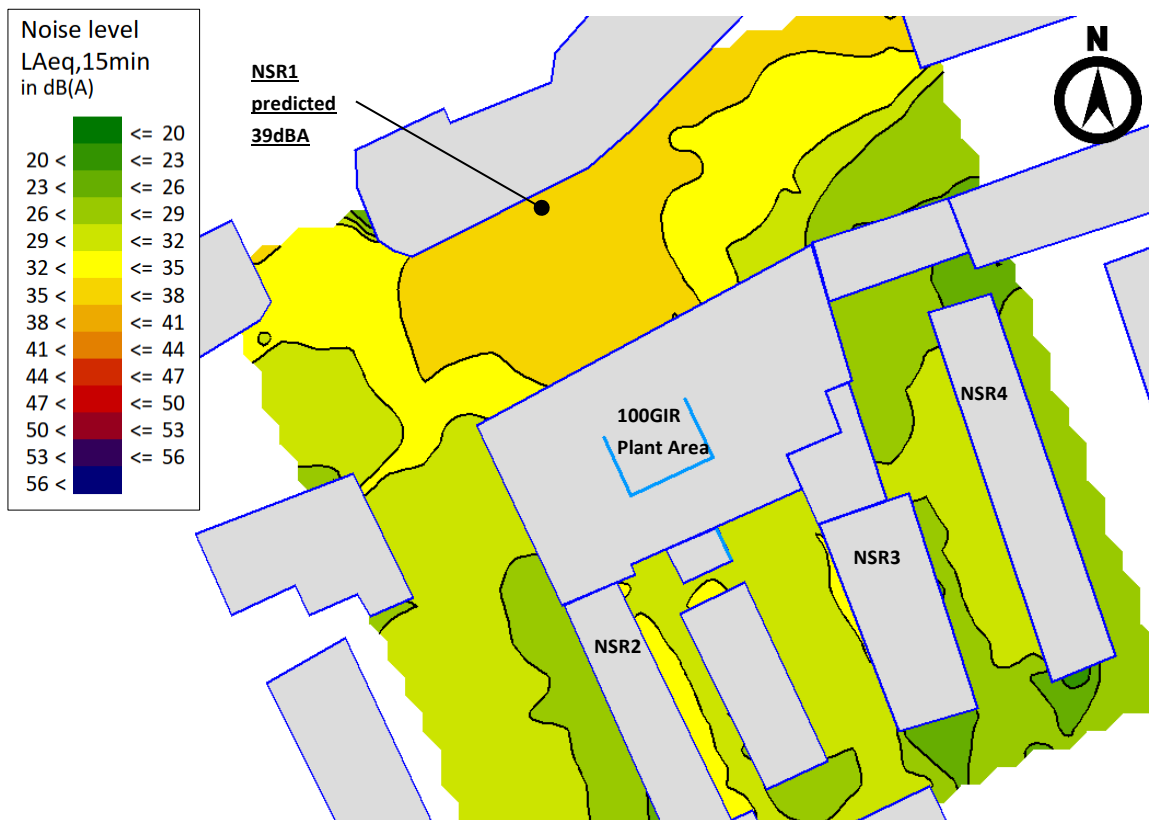 Noise level
LAeq,15min
in dB(A)
<= 20
20 < <= 23
23 < <= 26
26 < <= 29
29 < <= 32
32 < <= 35
35 < <= 38
38 < <= 41
41 < <= 44
44 < <= 47
47 < <= 50
50 < <= 53
53 < <= 56
56 <
NSR1
predicted
39dBA
N
NSR4
100GIR
Plant Area
NSR3
NSR2